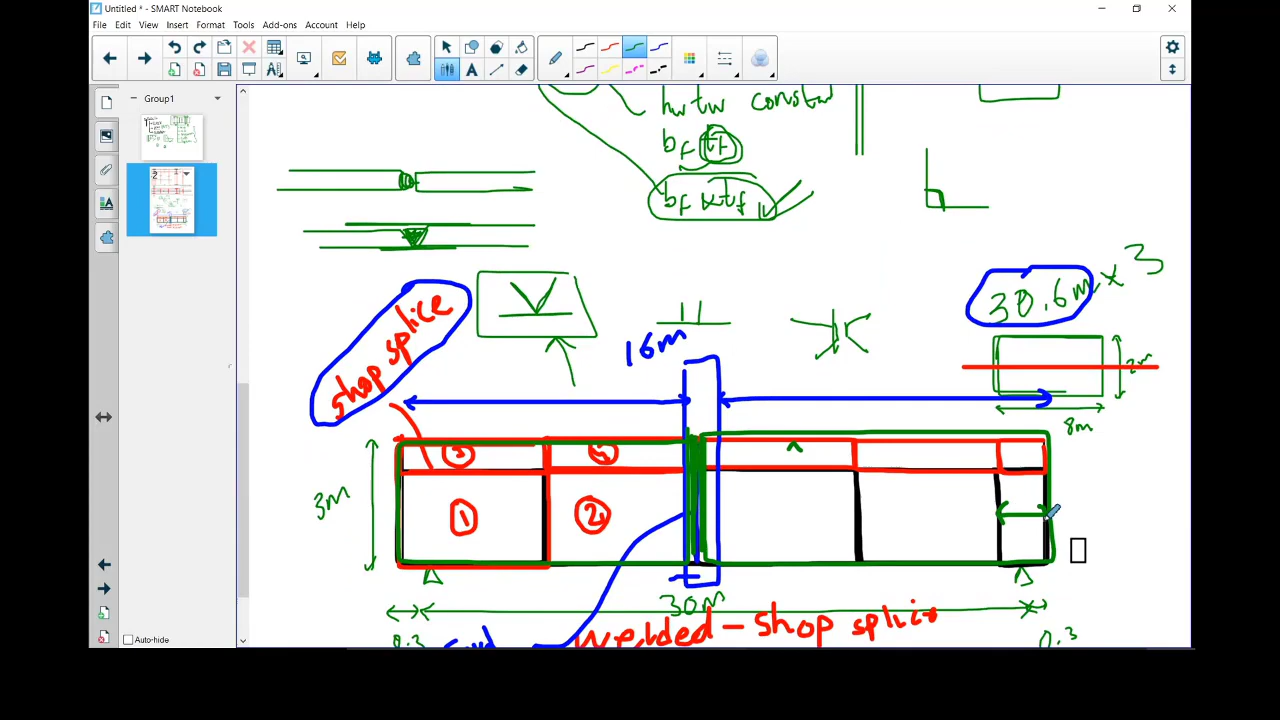 Untitled * - SMART Notebook
File Edit View Insert Format Tools Add-ons Account Help
Group1
hw tw constant
bf tf
bf x tf
30.6m x 3
shop splice
16m
2m
8m
3m
3 4
1 2
30m
0.3
0.3
Welded - shop splice
Auto-hide